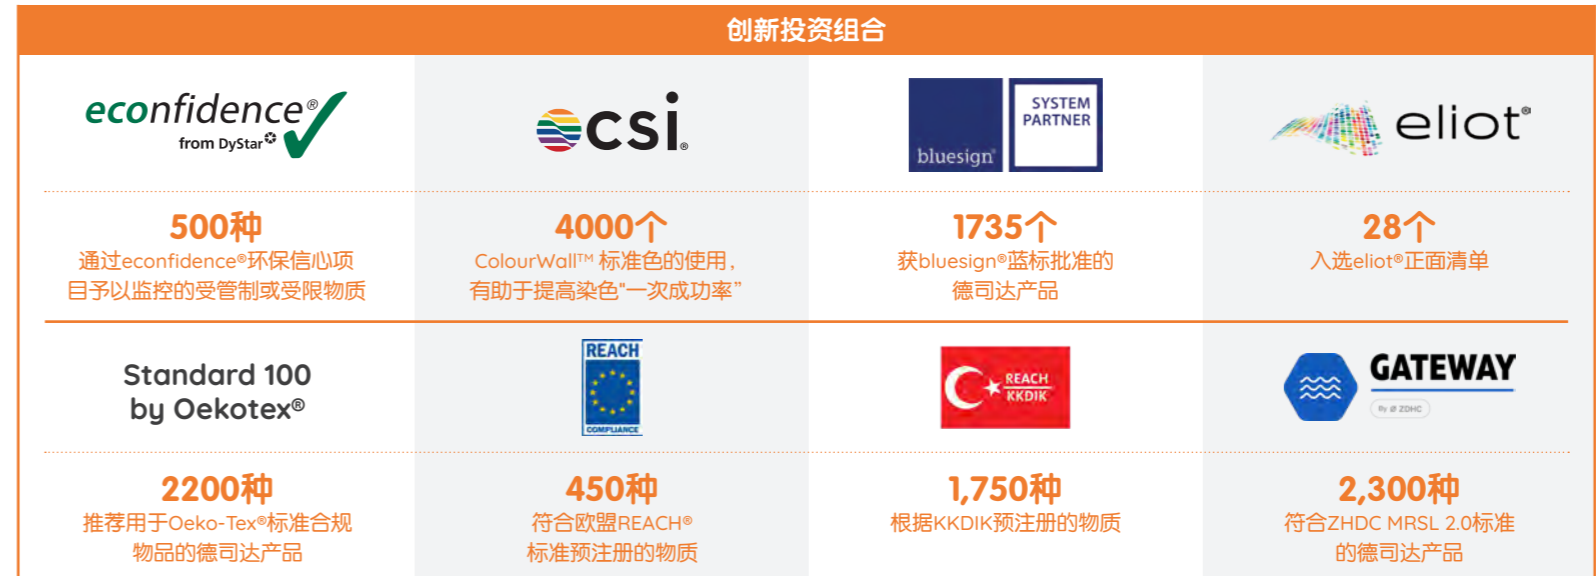 创新投资组合
econfidence®
from DyStar
csi®
bluesign®
SYSTEM
PARTNER
eliot®
500种
通过econfidence®环保信心项
目予以监控的受管制或受限物质
4000个
ColourWall™ 标准色的使用，
有助于提高染色“一次成功率”
1735个
获bluesign®蓝标批准的
德司达产品
28个
入选eliot®正面清单
Standard 100
by Oekotex®
REACH
COMPLIANCE
REACH
KKDIK
GATEWAY
By Ø ZDHC
2200种
推荐用于Oeko-Tex®标准合规
物品的德司达产品
450种
符合欧盟REACH®
标准预注册的物质
1,750种
根据KKDIK预注册的物质
2,300种
符合ZHDC MRSL 2.0标准
的德司达产品